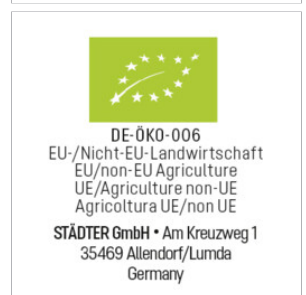 DE-ÖKO-006
EU-/Nicht-EU-Landwirtschaft
EU/non-EU Agriculture
UE/Agriculture non-UE
Agricoltura UE/non UE
STÄDTER GmbH • Am Kreuzweg 1
35469 Allendorf/Lumda
Germany